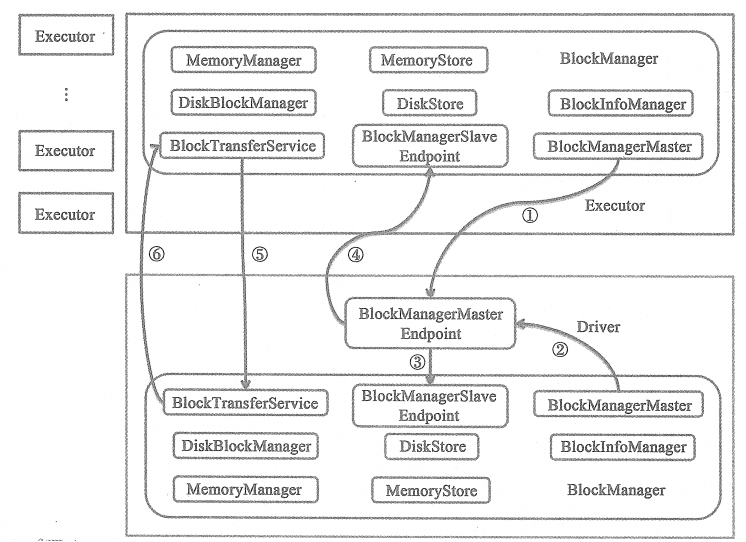 Executor
⋮
Executor
Executor
MemoryManager
MemoryStore
BlockManager
DiskBlockManager
DiskStore
BlockInfoManager
BlockTransferService
BlockManagerSlave
Endpoint
BlockManagerMaster
①
Executor
⑥
⑤
④
BlockManagerMaster
Endpoint
Driver
②
③
BlockTransferService
BlockManagerSlave
Endpoint
BlockManagerMaster
DiskBlockManager
DiskStore
BlockInfoManager
MemoryManager
MemoryStore
BlockManager